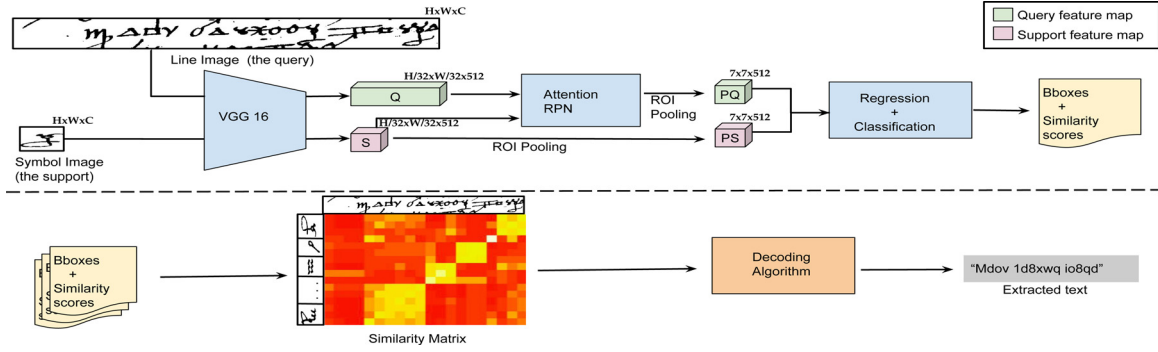 HxWxC
Query feature map
Support feature map
Line Image (the query)
H/32xW/32x512
7x7x512
Q
Attention
RPN
ROI
Pooling
PQ
Regression
+
Classification
Bboxes
+
Similarity
scores
VGG 16
HxWxC
H/32xW/32x512
7x7x512
S
ROI Pooling
PS
Symbol Image
(the support)
Bboxes
+
Similarity
scores
Decoding
Algorithm
“Mdov 1d8xwq io8qd”
Extracted text
Similarity Matrix